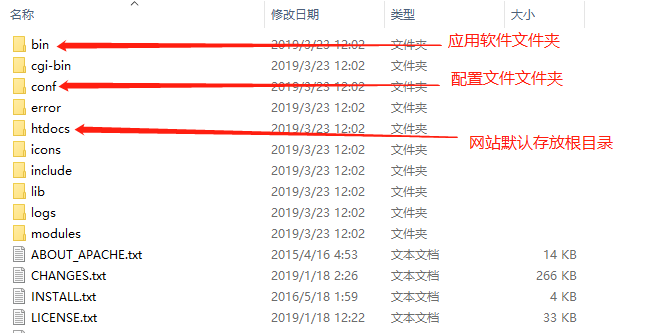 名称 修改日期 类型 大小
bin 2019/3/23 12:02 文件夹 应用软件文件夹
cgi-bin 2019/3/23 12:02 文件夹
conf 2019/3/23 12:02 文件夹 配置文件文件夹
error 2019/3/23 12:02 文件夹
htdocs 2019/3/23 12:02 文件夹 网站默认存放根目录
icons 2019/3/23 12:02 文件夹
include 2019/3/23 12:02 文件夹
lib 2019/3/23 12:02 文件夹
logs 2019/3/23 12:02 文件夹
modules 2019/3/23 12:02 文件夹
ABOUT_APACHE.txt 2015/4/16 4:53 文本文档 14 KB
CHANGES.txt 2019/1/18 2:26 文本文档 266 KB
INSTALL.txt 2016/5/18 1:59 文本文档 4 KB
LICENSE.txt 2019/1/18 12:22 文本文档 33 KB